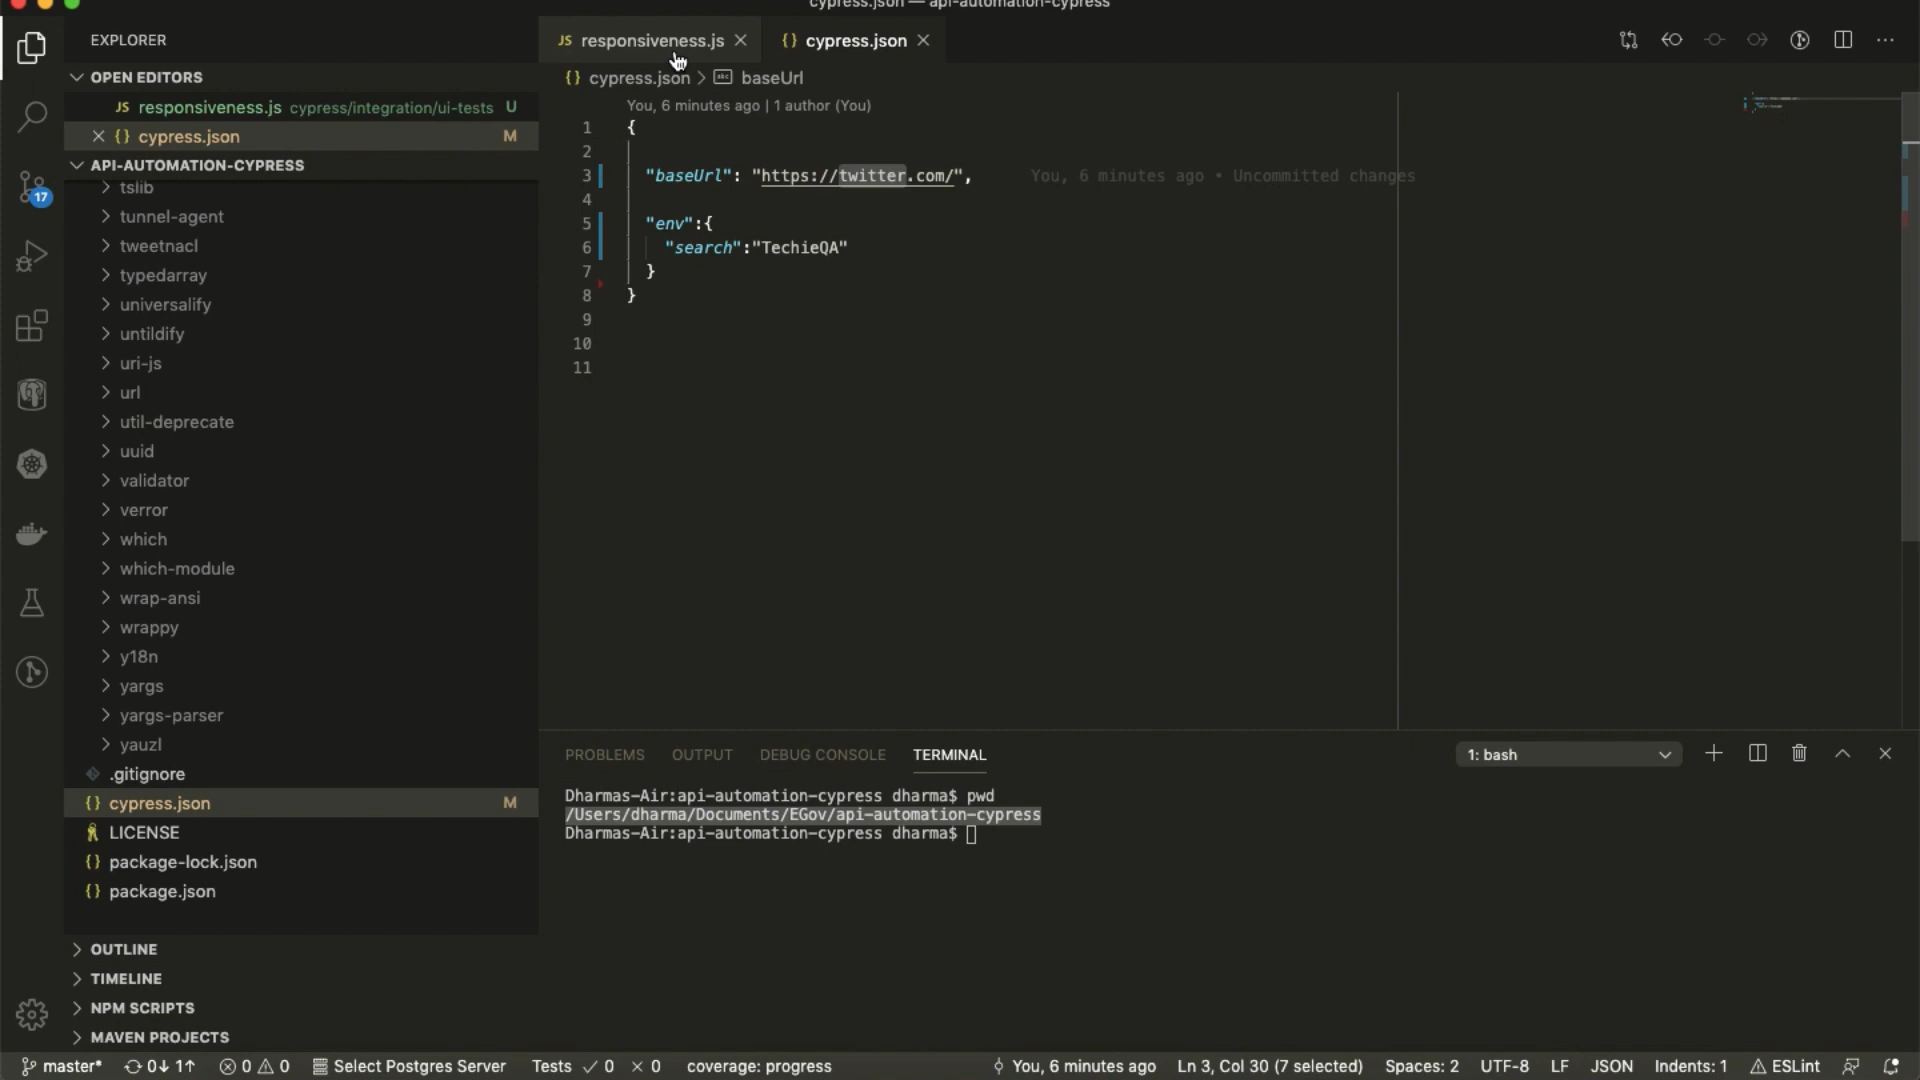 cypress.json — api-automation-cypress
EXPLORER
OPEN EDITORS
JS responsiveness.js cypress/integration/ui-tests U
{} cypress.json M
API-AUTOMATION-CYPRESS
tslib
tunnel-agent
tweetnacl
typedarray
universalify
untildify
uri-js
url
util-deprecate
uuid
validator
verror
which
which-module
wrap-ansi
wrappy
y18n
yargs
yargs-parser
yauzl
.gitignore
{} cypress.json M
LICENSE
{} package-lock.json
{} package.json
OUTLINE
TIMELINE
NPM SCRIPTS
MAVEN PROJECTS
17
JS responsiveness.js
{} cypress.json
{} cypress.json > abc baseUrl
You, 6 minutes ago | 1 author (You)
1 {
2
3 "baseUrl": "https://twitter.com/", You, 6 minutes ago • Uncommitted changes
4
5 "env":{
6 "search":"TechieQA"
7 }
8 }
9
10
11
PROBLEMS OUTPUT DEBUG CONSOLE TERMINAL
1: bash
Dharmas-Air:api-automation-cypress dharma$ pwd
/Users/dharma/Documents/EGov/api-automation-cypress
Dharmas-Air:api-automation-cypress dharma$
master* 0↓ 1↑ 0 0 Select Postgres Server Tests ✓ 0 × 0 coverage: progress You, 6 minutes ago Ln 3, Col 30 (7 selected) Spaces: 2 UTF-8 LF JSON Indents: 1 ESLint